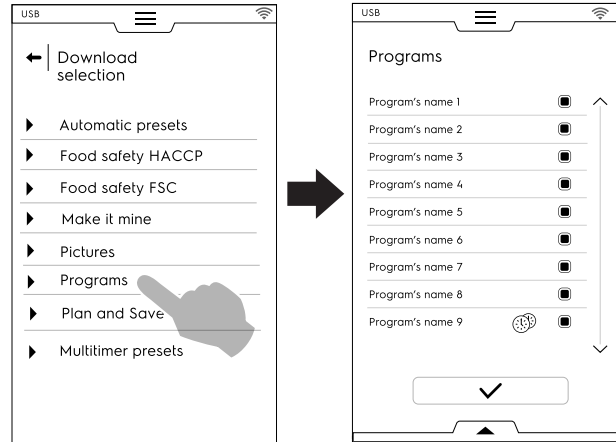 USB
Download
selection
Automatic presets
Food safety HACCP
Food safety FSC
Make it mine
Pictures
Programs
Plan and Save
Multitimer presets
USB
Programs
Program's name 1
Program's name 2
Program's name 3
Program's name 4
Program's name 5
Program's name 6
Program's name 7
Program's name 8
Program's name 9